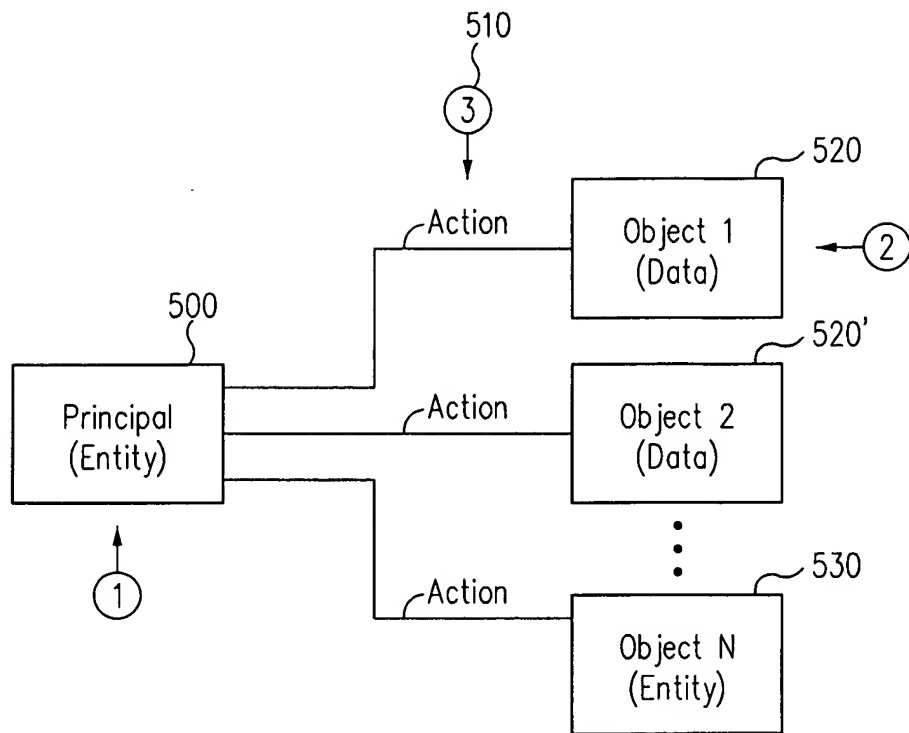 510
3
520
Action
Object 1
(Data)
2
500
520'
Principal
(Entity)
Action
Object 2
(Data)
1
530
Action
Object N
(Entity)